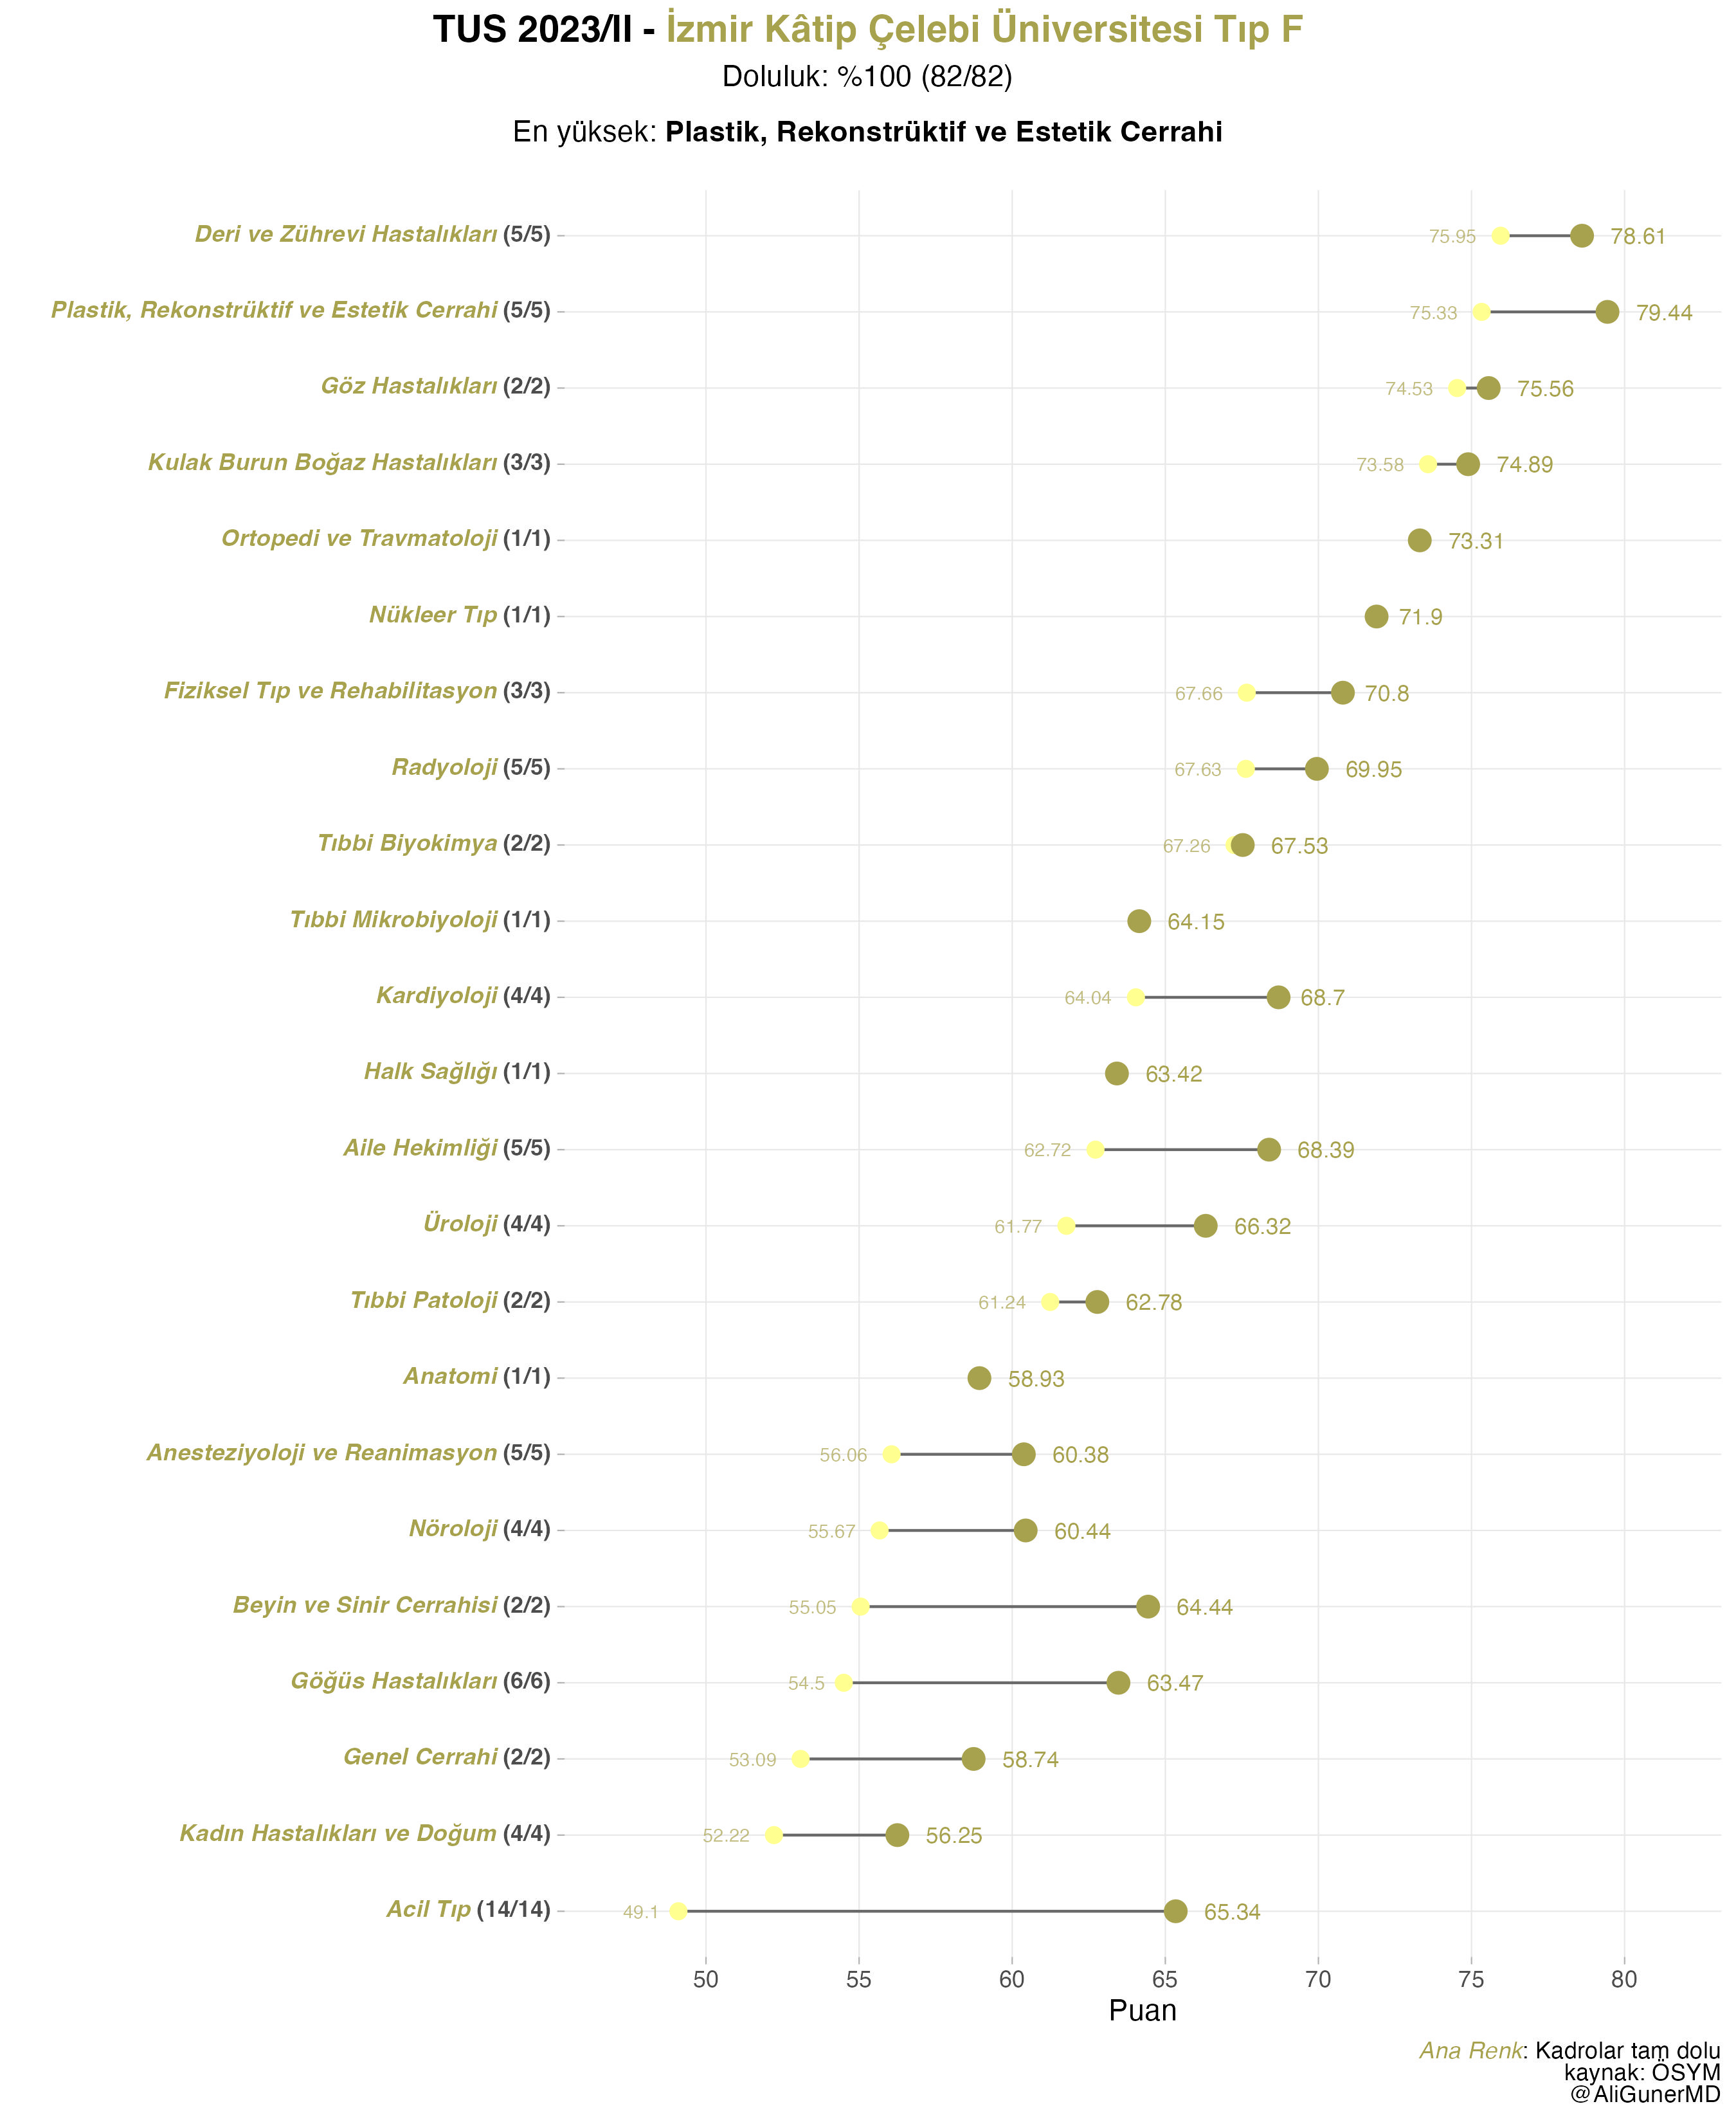 TUS 2023/II - İzmir Kâtip Çelebi Üniversitesi Tıp F
Doluluk: %100 (82/82)
En yüksek: Plastik, Rekonstrüktif ve Estetik Cerrahi
Deri ve Zührevi Hastalıkları (5/5) 75.95 78.61
Plastik, Rekonstrüktif ve Estetik Cerrahi (5/5) 75.33 79.44
Göz Hastalıkları (2/2) 74.53 75.56
Kulak Burun Boğaz Hastalıkları (3/3) 73.58 74.89
Ortopedi ve Travmatoloji (1/1) 73.31
Nükleer Tıp (1/1) 71.9
Fiziksel Tıp ve Rehabilitasyon (3/3) 67.66 70.8
Radyoloji (5/5) 67.63 69.95
Tıbbi Biyokimya (2/2) 67.26 67.53
Tıbbi Mikrobiyoloji (1/1) 64.15
Kardiyoloji (4/4) 64.04 68.7
Halk Sağlığı (1/1) 63.42
Aile Hekimliği (5/5) 62.72 68.39
Üroloji (4/4) 61.77 66.32
Tıbbi Patoloji (2/2) 61.24 62.78
Anatomi (1/1) 58.93
Anesteziyoloji ve Reanimasyon (5/5) 56.06 60.38
Nöroloji (4/4) 55.67 60.44
Beyin ve Sinir Cerrahisi (2/2) 55.05 64.44
Göğüs Hastalıkları (6/6) 54.5 63.47
Genel Cerrahi (2/2) 53.09 58.74
Kadın Hastalıkları ve Doğum (4/4) 52.22 56.25
Acil Tıp (14/14) 49.1 65.34
50 55 60 65 70 75 80
Puan
Ana Renk: Kadrolar tam dolu
kaynak: ÖSYM
@AliGunerMD